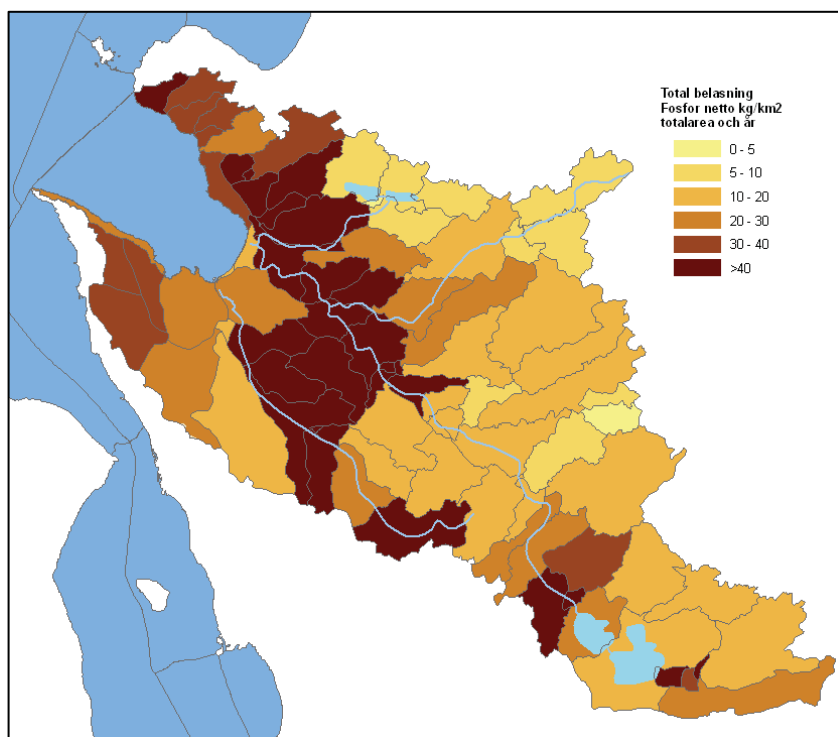 Total belasning
Fosfor netto kg/km2
totalarea och år
0 - 5
5 - 10
10 - 20
20 - 30
30 - 40
>40